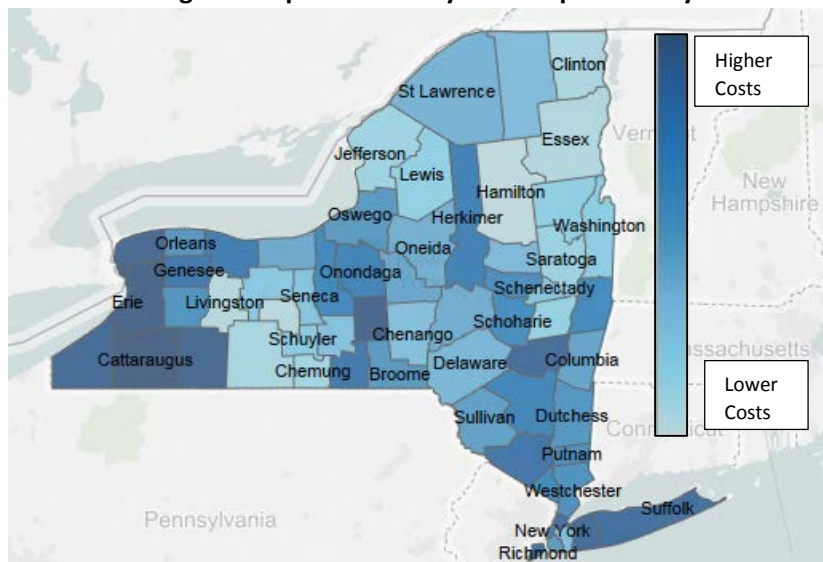 Clinton
Higher
Costs
St Lawrence
Essex
Vermont
Jefferson
Lewis
Hamilton
New
Hampshire
Oswego
Herkimer
Washington
Orleans
Oneida
Genesee
Onondaga
Saratoga
Erie
Livingston
Seneca
Schenectady
Schoharie
Schuyler
Chenango
Cattaraugus
Chemung
Broome
Delaware
Columbia
Lower
Costs
Sullivan
Dutchess
Putnam
Westchester
Pennsylvania
Suffolk
New York
Richmond